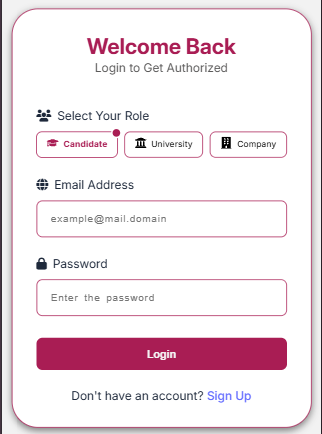 Welcome Back
Login to Get Authorized
Select Your Role
Candidate University Company
Email Address
example@mail.domain
Password
Enter the password
Login
Don't have an account? Sign Up